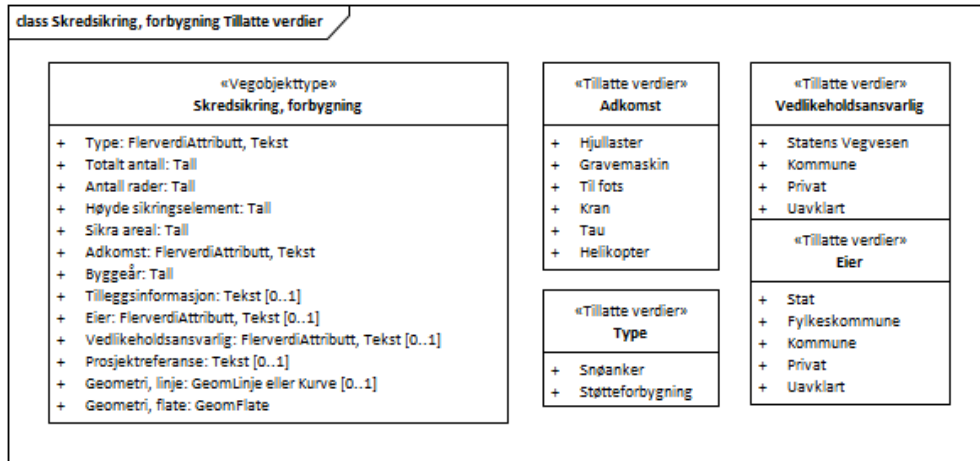 class Skredsikring, forbygning Tillatte verdier
«Vegobjekttype»
Skredsikring, forbygning
+ Type: FlerverdiAttributt, Tekst
+ Totalt antall: Tall
+ Antall rader: Tall
+ Høyde sikringselement: Tall
+ Sikra areal: Tall
+ Adkomst: FlerverdiAttributt, Tekst
+ Byggeår: Tall
+ Tilleggsinformasjon: Tekst [0..1]
+ Eier: FlerverdiAttributt, Tekst [0..1]
+ Vedlikeholdsansvarlig: FlerverdiAttributt, Tekst [0..1]
+ Prosjektreferanse: Tekst [0..1]
+ Geometri, linje: GeomLinje eller Kurve [0..1]
+ Geometri, flate: GeomFlate
«Tillatte verdier»
Adkomst
+ Hjullaster
+ Gravemaskin
+ Til fots
+ Kran
+ Tau
+ Helikopter
«Tillatte verdier»
Type
+ Snøanker
+ Støtteforbygning
«Tillatte verdier»
Vedlikeholdsansvarlig
+ Statens Vegvesen
+ Kommune
+ Privat
+ Uavklart
«Tillatte verdier»
Eier
+ Stat
+ Fylkeskommune
+ Kommune
+ Privat
+ Uavklart